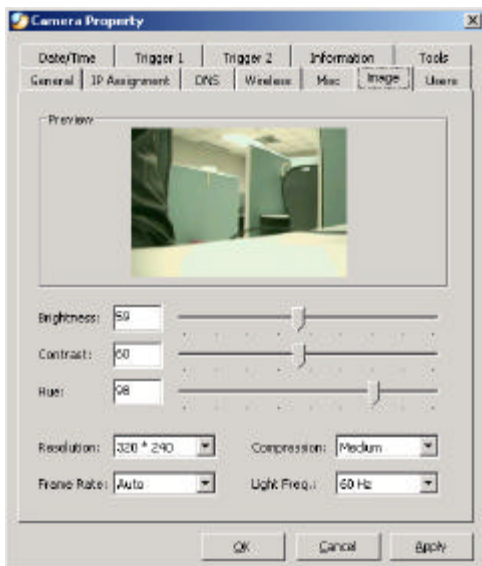 Camera Property
Date/Time Trigger 1 Trigger 2 Information Tools
General IP Assignment DNS Wireless Misc Image Users
Preview
Brightness: 59
Contrast: 60
Hue: 98
Resolution: 320 * 240 Compression: Medium
Frame Rate: Auto Light Freq.: 60 Hz
OK Cancel Apply